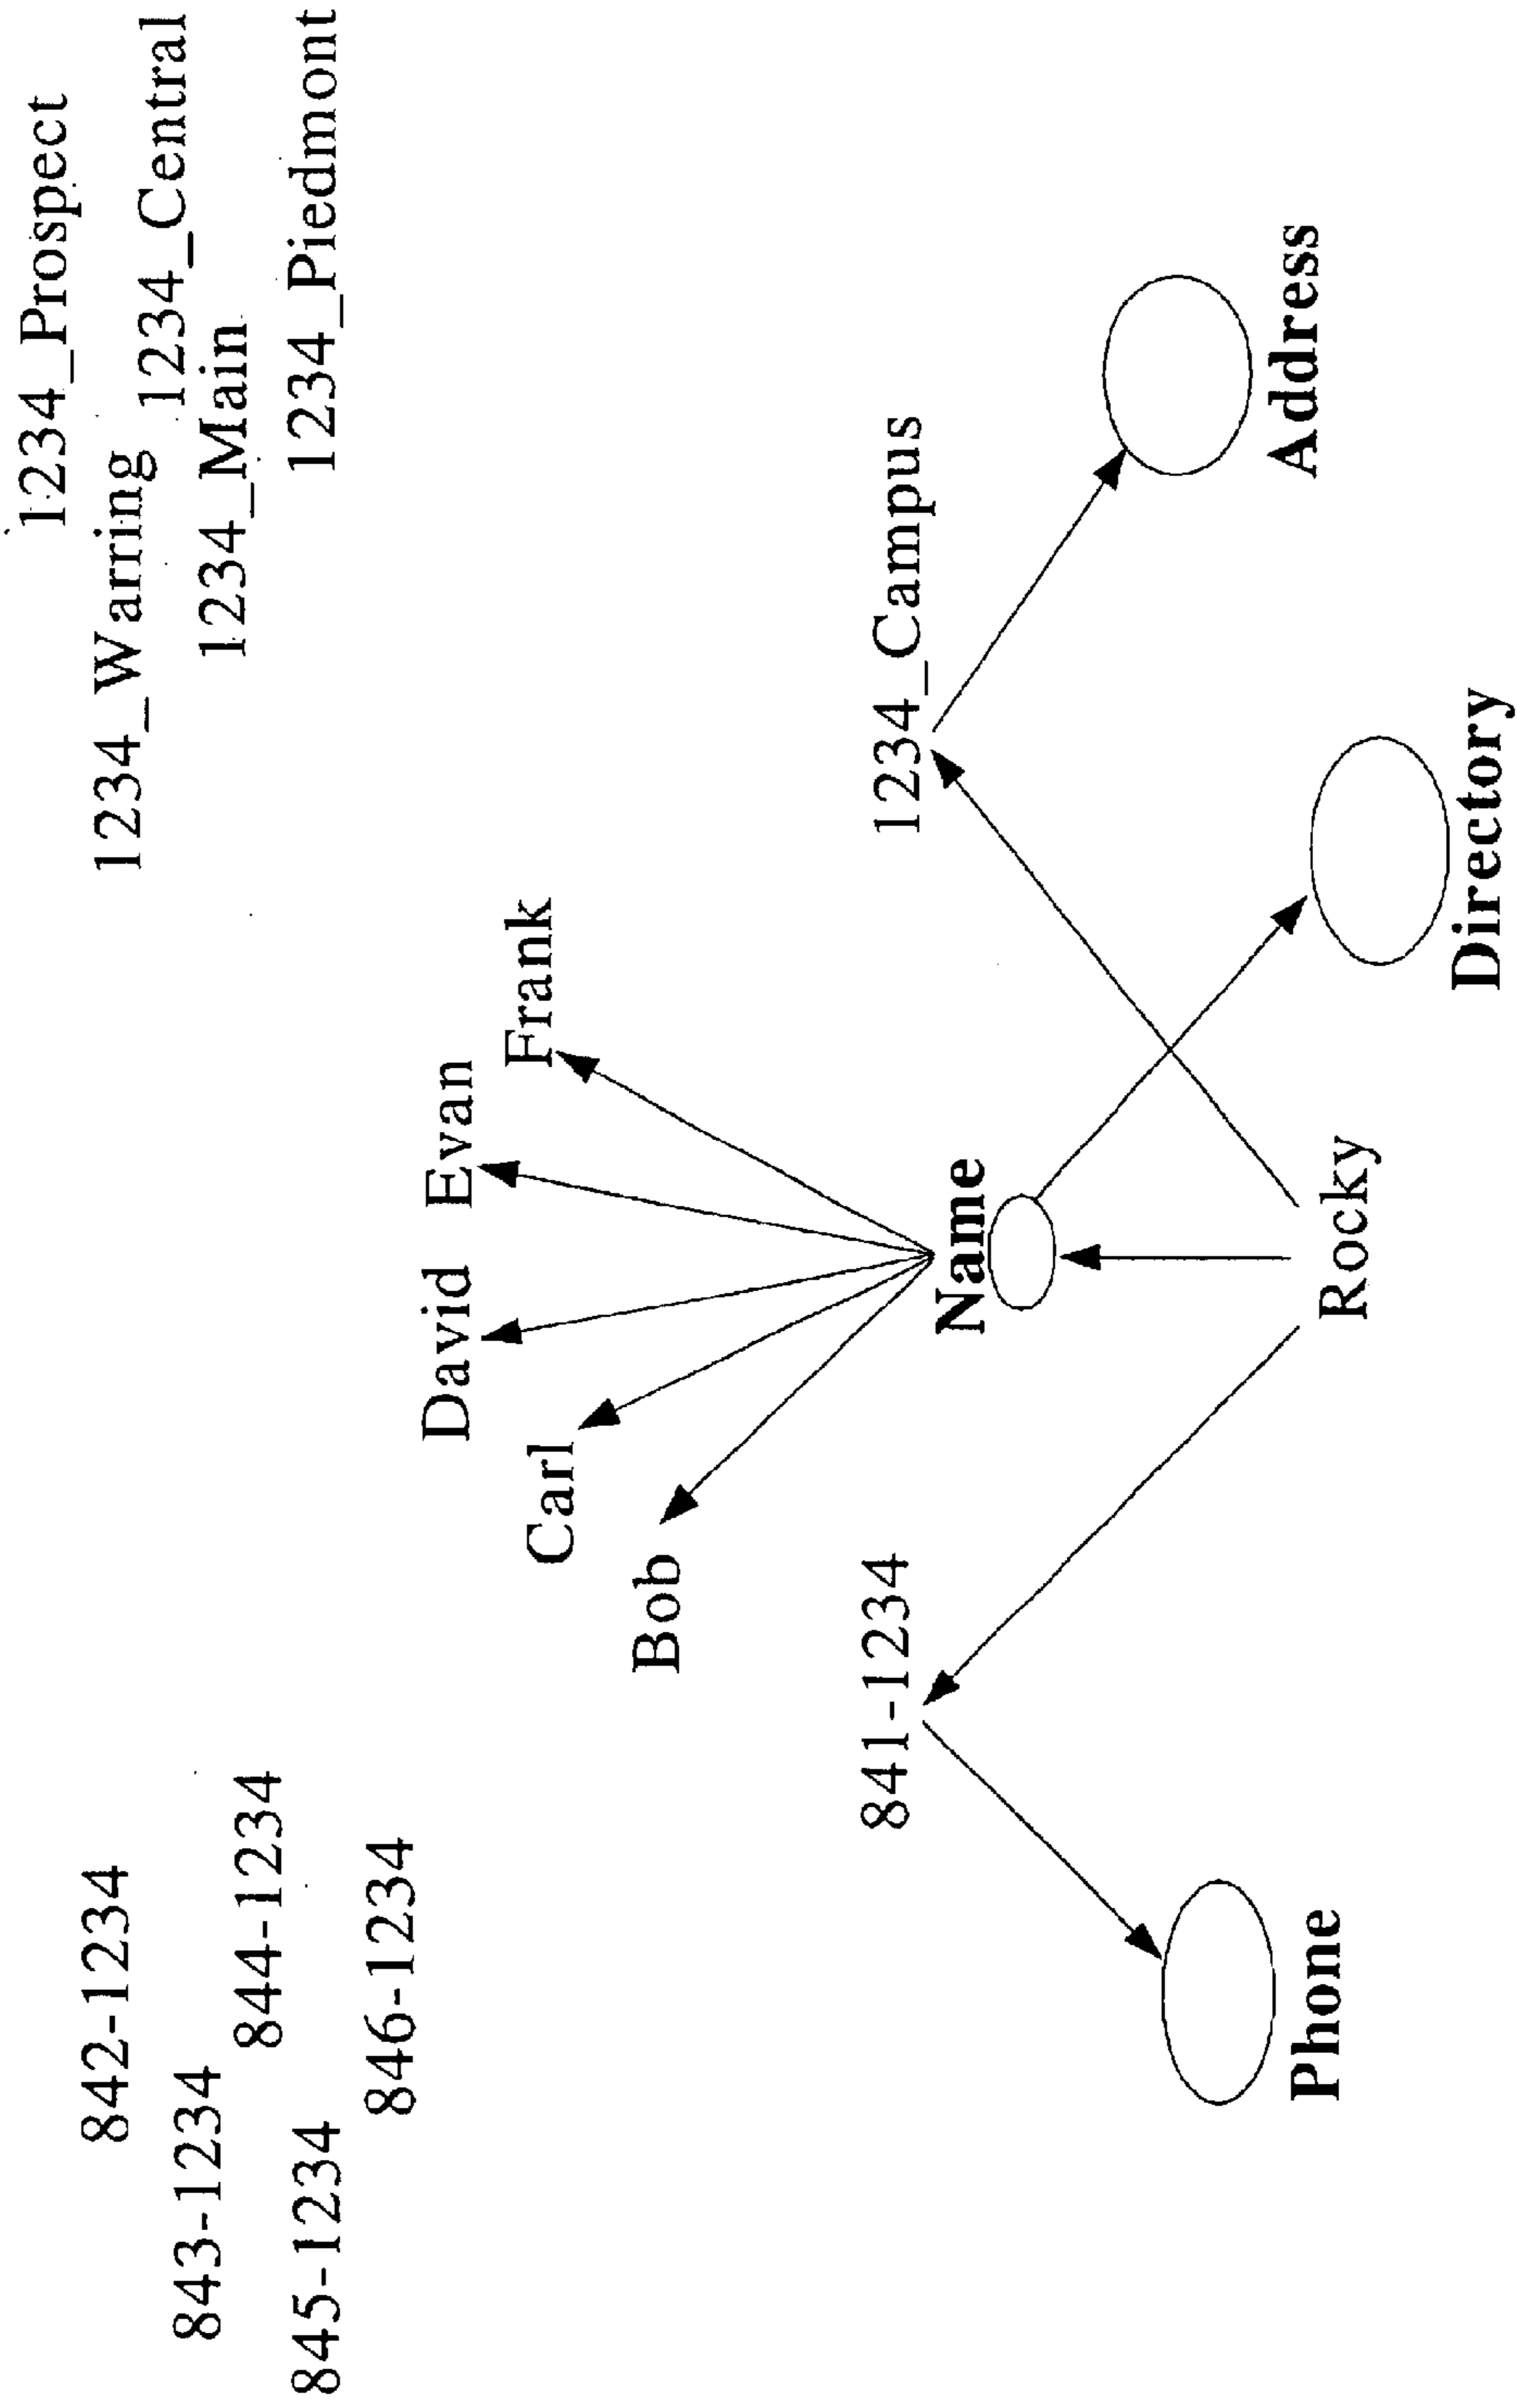 842-1234
843-1234
844-1234
845-1234
846-1234
1234_Prospect
1234_Warring
1234_Central
1234_Main
1234_Piedmont
David
Evan
Carl
Frank
Bob
841-1234
1234_Campus
Name
Phone
Rocky
Address
Directory